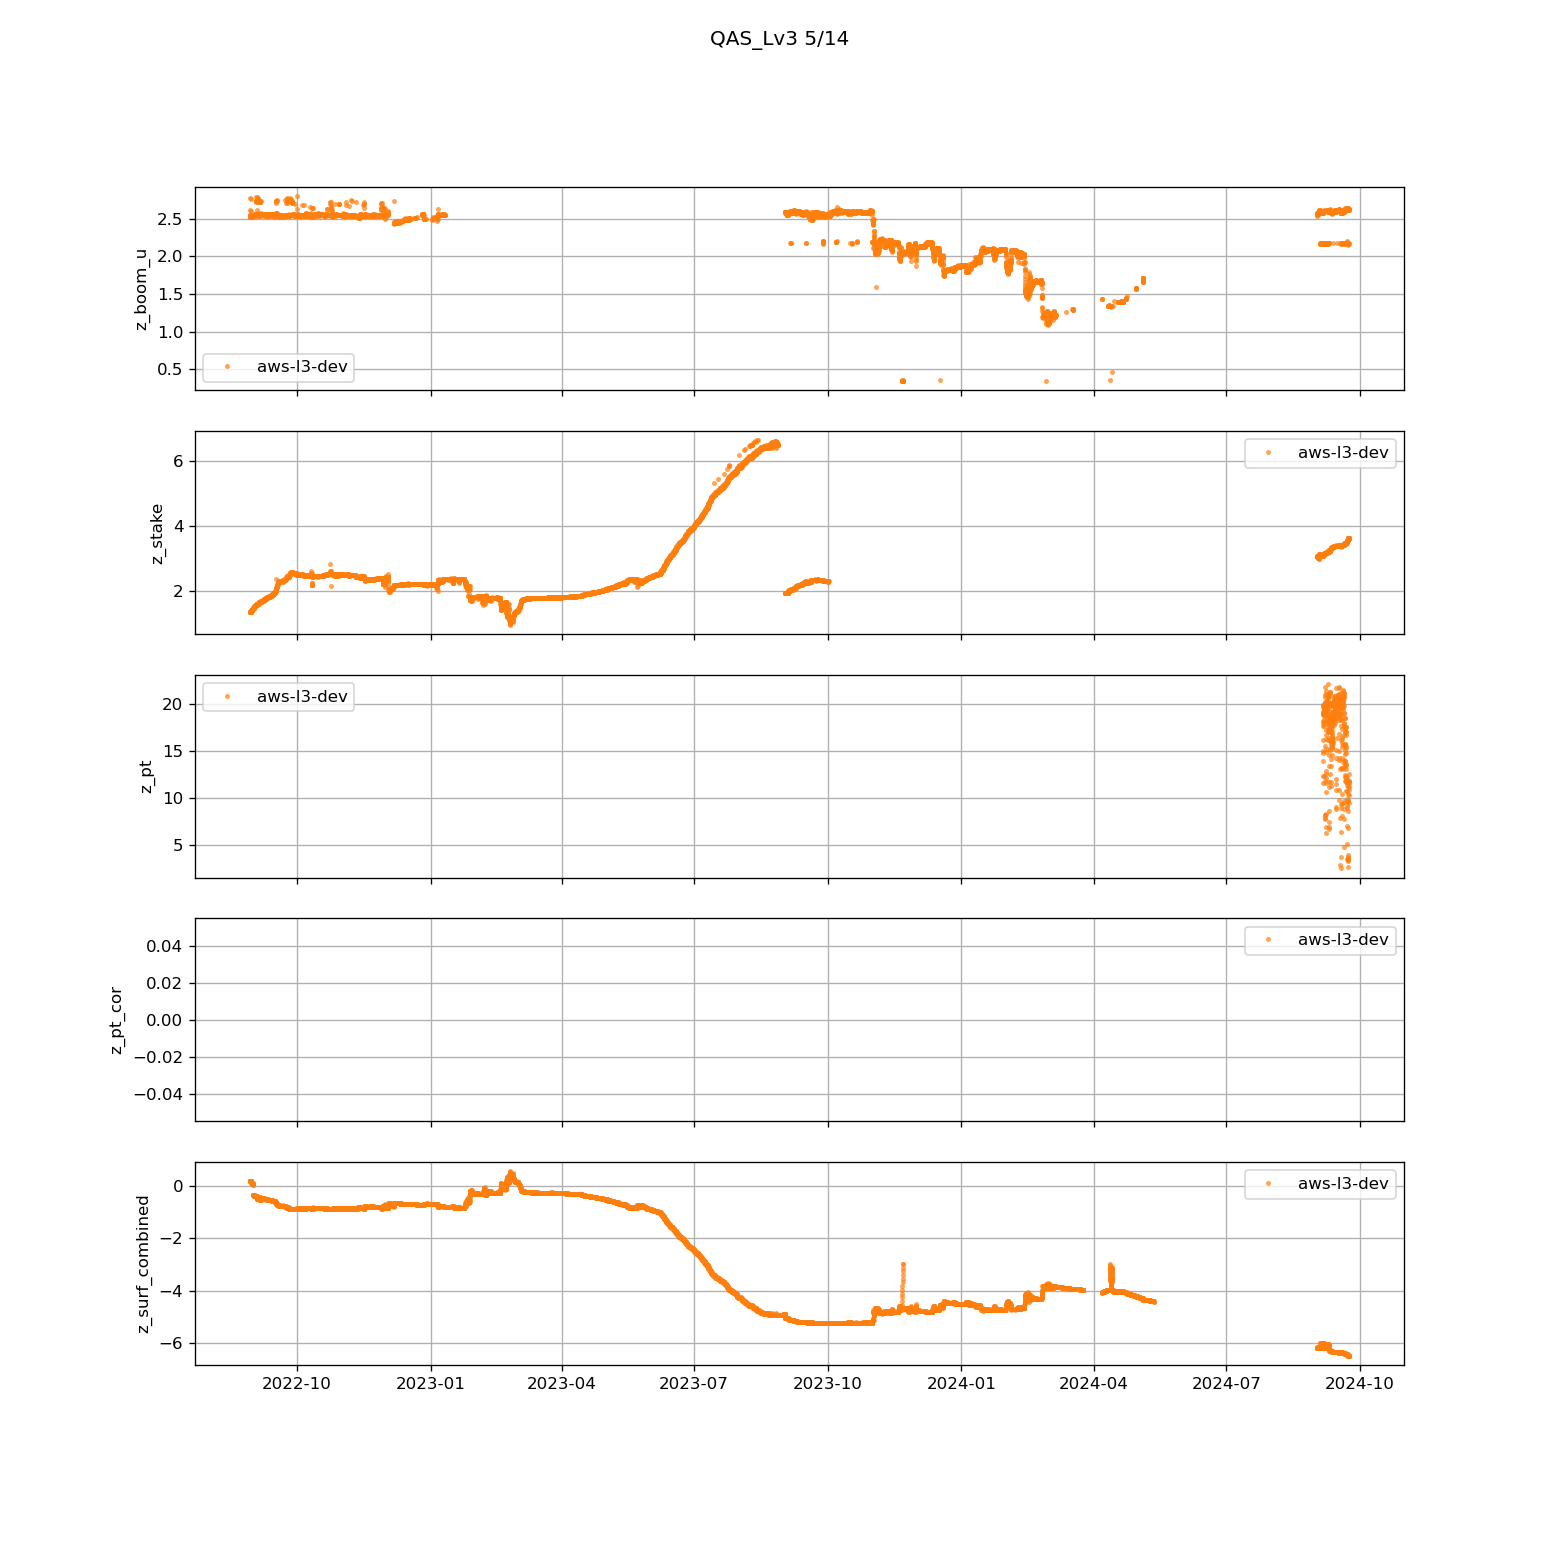 QAS_Lv3 5/14
z_boom_u
2.5
2.0
1.5
1.0
0.5
aws-l3-dev
z_stake
6
4
2
aws-l3-dev
z_pt
20
15
10
5
aws-l3-dev
z_pt_cor
0.04
0.02
0.00
−0.02
−0.04
aws-l3-dev
z_surf_combined
0
−2
−4
−6
aws-l3-dev
2022-10 2023-01 2023-04 2023-07 2023-10 2024-01 2024-04 2024-07 2024-10